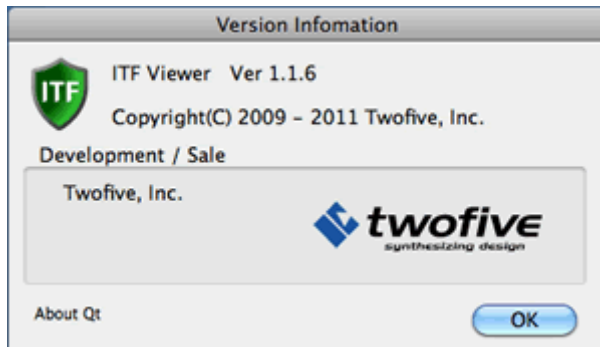 Version Infomation
ITF
ITF Viewer Ver 1.1.6
Copyright(C) 2009 – 2011 Twofive, Inc.
Development / Sale
Twofive, Inc.
twofive
synthesizing design
About Qt
OK